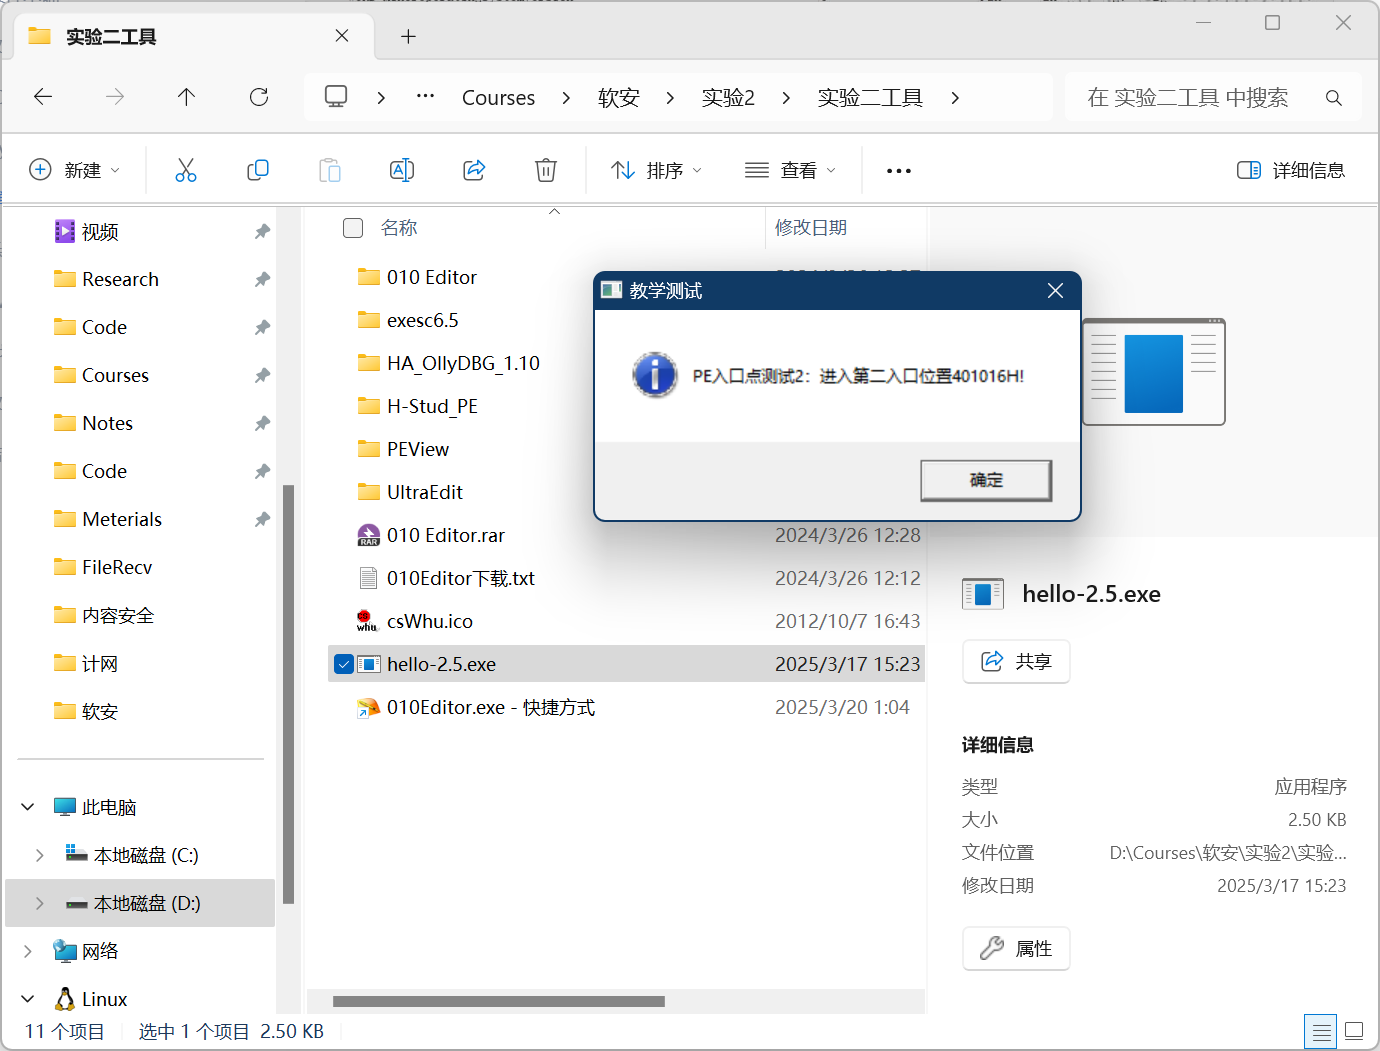 实验二工具
Courses
软安
实验2
实验二工具
在 实验二工具 中搜索
新建
排序
查看
详细信息
视频
Research
Code
Courses
Notes
Code
Meterials
FileRecv
内容安全
计网
软安
此电脑
本地磁盘 (C:)
本地磁盘 (D:)
网络
Linux
名称
修改日期
010 Editor
exesc6.5
HA_OllyDBG_1.10
H-Stud_PE
PEView
UltraEdit
010 Editor.rar
2024/3/26 12:28
010Editor下载.txt
2024/3/26 12:12
csWhu.ico
2012/10/7 16:43
hello-2.5.exe
2025/3/17 15:23
010Editor.exe - 快捷方式
2025/3/20 1:04
教学测试
PE入口点测试2：进入第二入口位置401016H!
确定
hello-2.5.exe
共享
详细信息
类型
应用程序
大小
2.50 KB
文件位置
D:\Courses\软安\实验2\实验...
修改日期
2025/3/17 15:23
属性
11 个项目
选中 1 个项目 2.50 KB